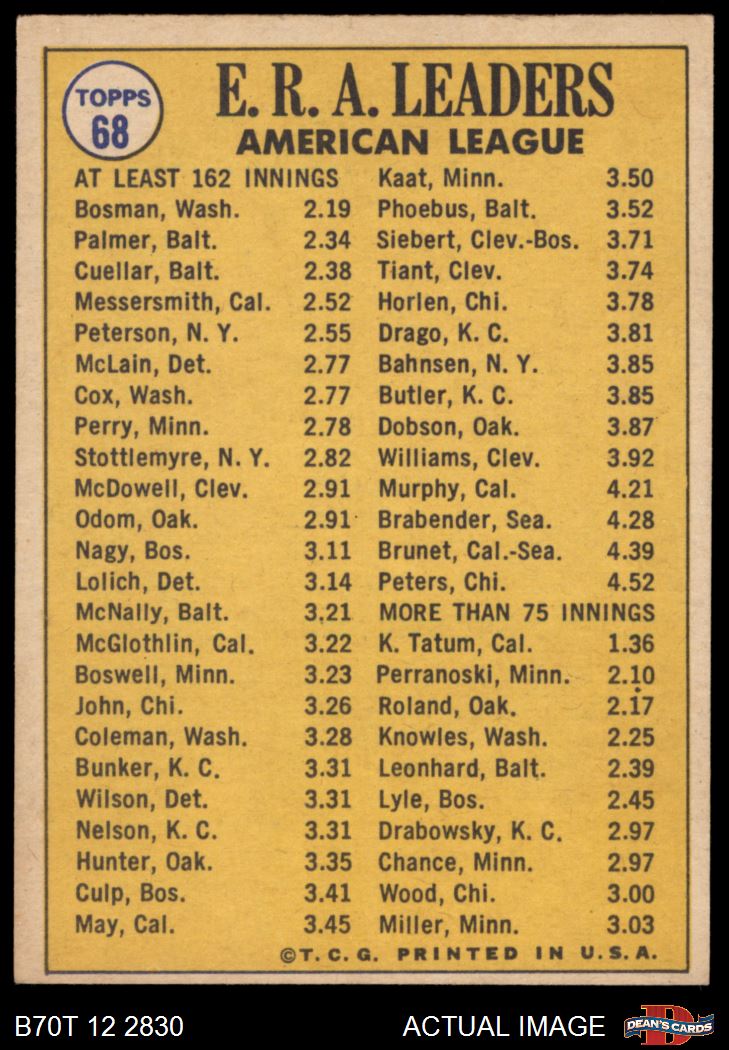 TOPPS
68
E. R. A. LEADERS
AMERICAN LEAGUE
AT LEAST 162 INNINGS
Bosman, Wash. 2.19
Palmer, Balt. 2.34
Cuellar, Balt. 2.38
Messersmith, Cal. 2.52
Peterson, N. Y. 2.55
McLain, Det. 2.77
Cox, Wash. 2.77
Perry, Minn. 2.78
Stottlemyre, N. Y. 2.82
McDowell, Clev. 2.91
Odom, Oak. 2.91
Nagy, Bos. 3.11
Lolich, Det. 3.14
McNally, Balt. 3.21
McGlothlin, Cal. 3.22
Boswell, Minn. 3.23
John, Chi. 3.26
Coleman, Wash. 3.28
Bunker, K. C. 3.31
Wilson, Det. 3.31
Nelson, K. C. 3.31
Hunter, Oak. 3.35
Culp, Bos. 3.41
May, Cal. 3.45
Kaat, Minn. 3.50
Phoebus, Balt. 3.52
Siebert, Clev.-Bos. 3.71
Tiant, Clev. 3.74
Horlen, Chi. 3.78
Drago, K. C. 3.81
Bahnsen, N. Y. 3.85
Butler, K. C. 3.85
Dobson, Oak. 3.87
Williams, Clev. 3.92
Murphy, Cal. 4.21
Brabender, Sea. 4.28
Brunet, Cal.-Sea. 4.39
Peters, Chi. 4.52
MORE THAN 75 INNINGS
K. Tatum, Cal. 1.36
Perranoski, Minn. 2.10
Roland, Oak. 2.17
Knowles, Wash. 2.25
Leonhard, Balt. 2.39
Lyle, Bos. 2.45
Drabowsky, K. C. 2.97
Chance, Minn. 2.97
Wood, Chi. 3.00
Miller, Minn. 3.03
©T. C. G. PRINTED IN U. S. A.
B70T 12 2830
ACTUAL IMAGE
D
DEAN'S CARDS